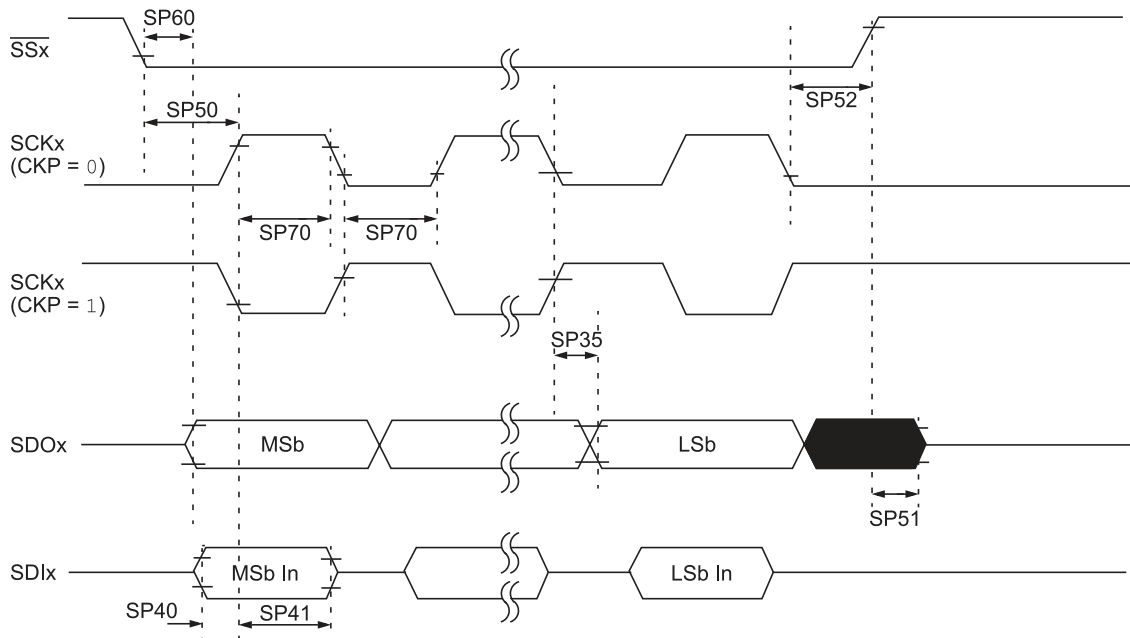 SP60
SSx
SP52
SP50
SCKx
(CKP = 0)
SP70
SP70
SCKx
(CKP = 1)
SP35
SDOx
MSb
LSb
SP51
SDIx
MSb In
LSb In
SP40
SP41